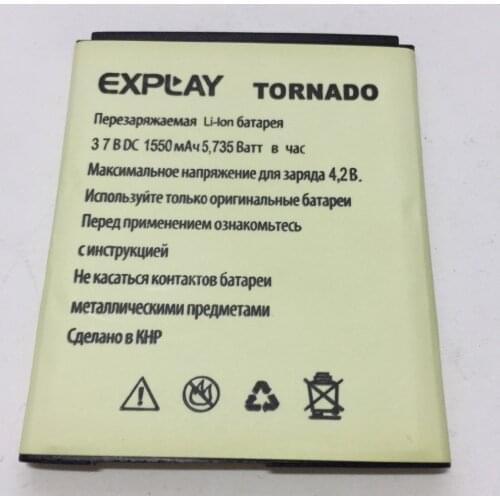 EXPLAY TORNADO
Перезаряжаемая Li-Ion батарея
3 7 В DC 1550 мАч 5,735 Ватт в час
Максимальное напряжение для заряда 4,2 В.
Используйте только оригинальные батареи
Перед применением ознакомьтесь
с инструкцией
Не касаться контактов батареи
металлическими предметами
Сделано в КНР